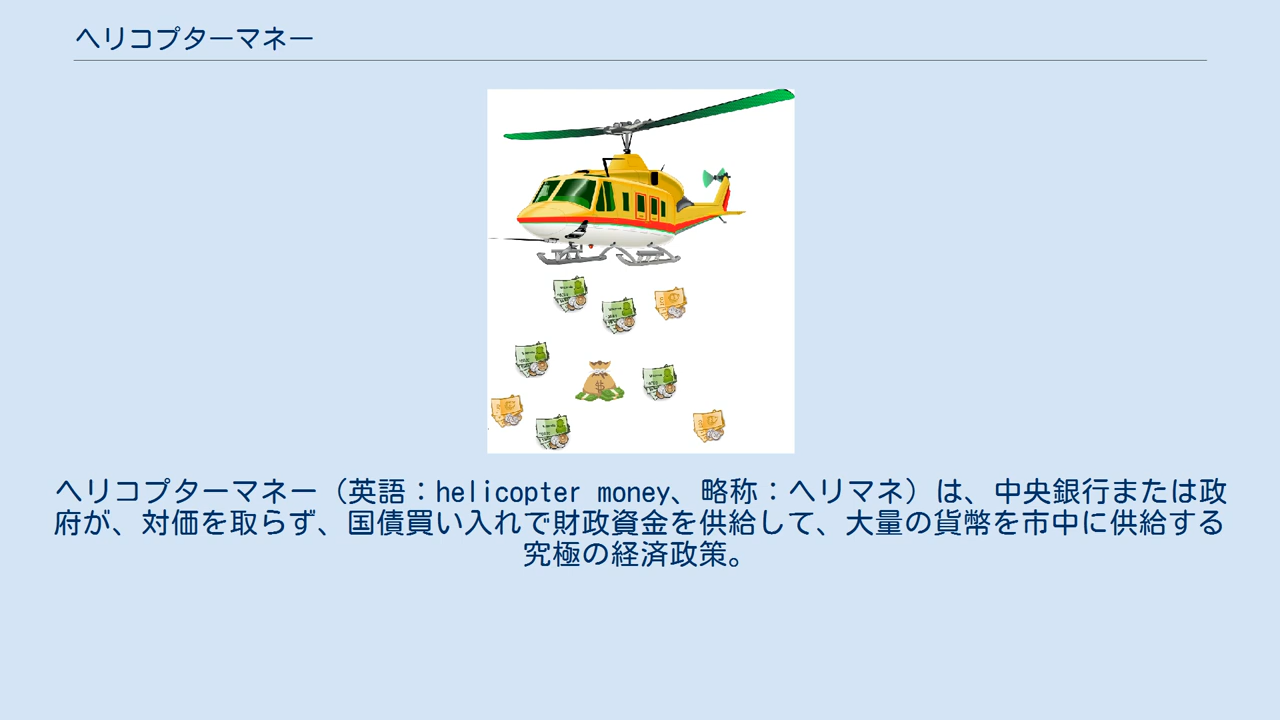 ヘリコプターマネー
ヘリコプターマネー（英語：helicopter money、略称：ヘリマネ）は、中央銀行または政
府が、対価を取らず、国債買い入れで財政資金を供給して、大量の貨幣を市中に供給する
究極の経済政策。